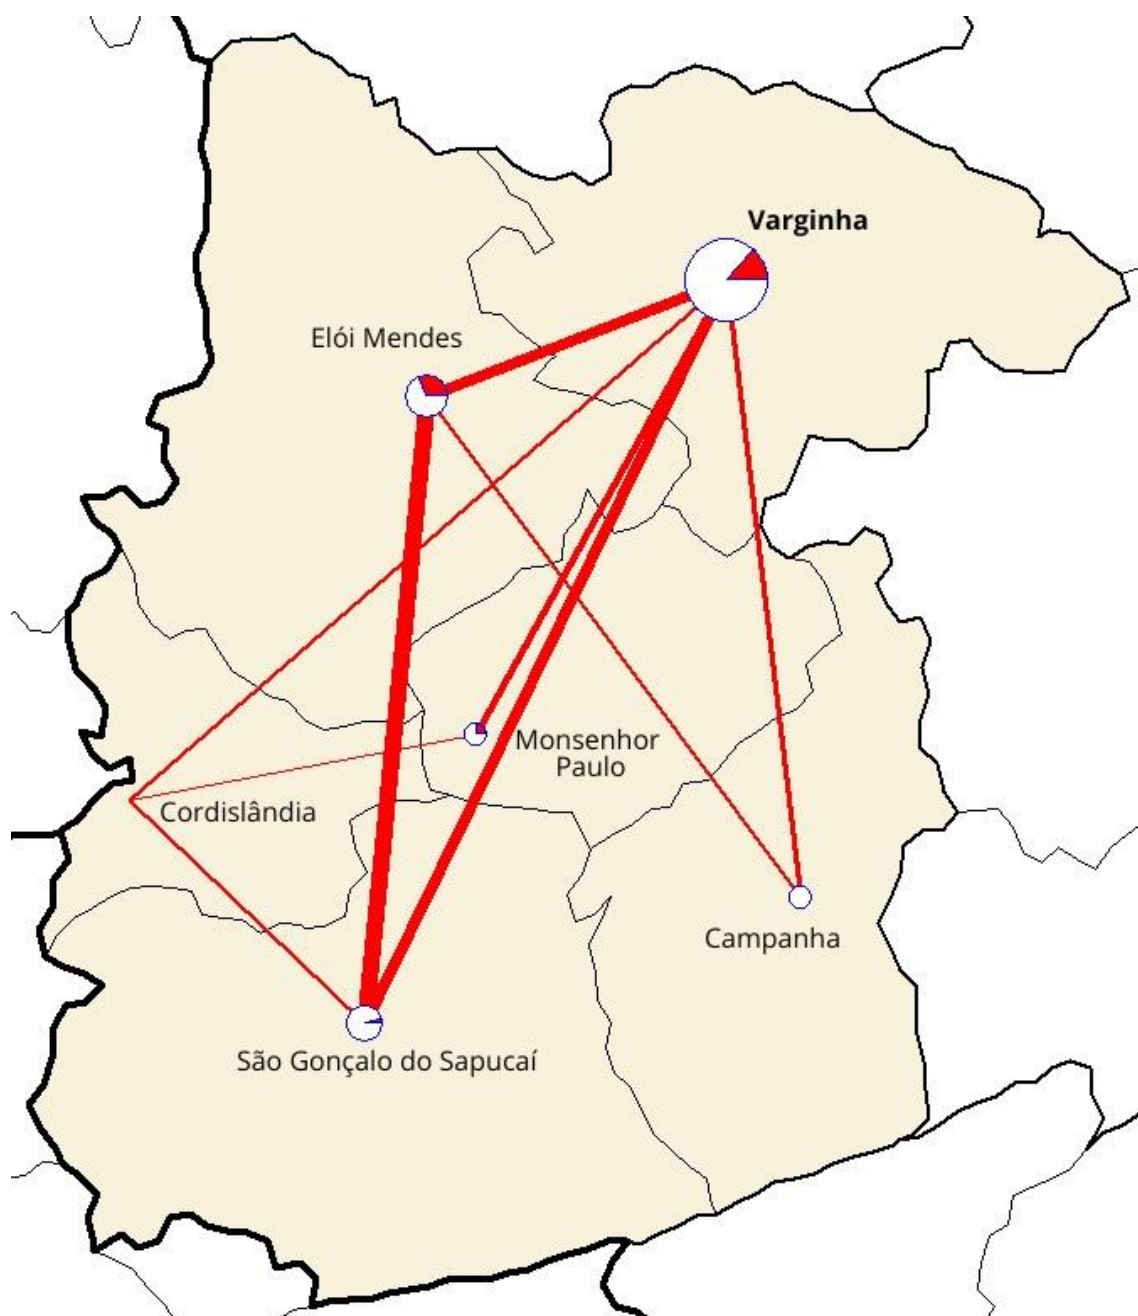 Varginha
Elói Mendes
Monsenhor
Paulo
Cordislândia
Campanha
São Gonçalo do Sapucaí